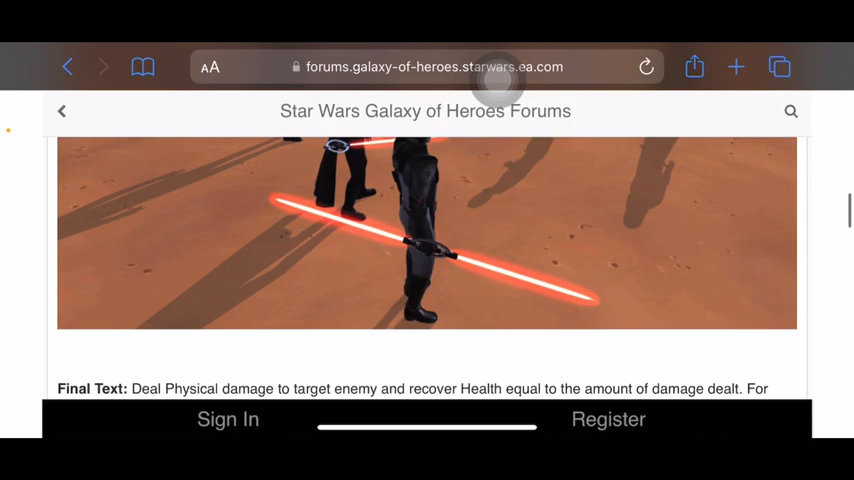 AA forums.galaxy-of-heroes.starwars.ea.com
Star Wars Galaxy of Heroes Forums
Final Text: Deal Physical damage to target enemy and recover Health equal to the amount of damage dealt. For
Sign In Register